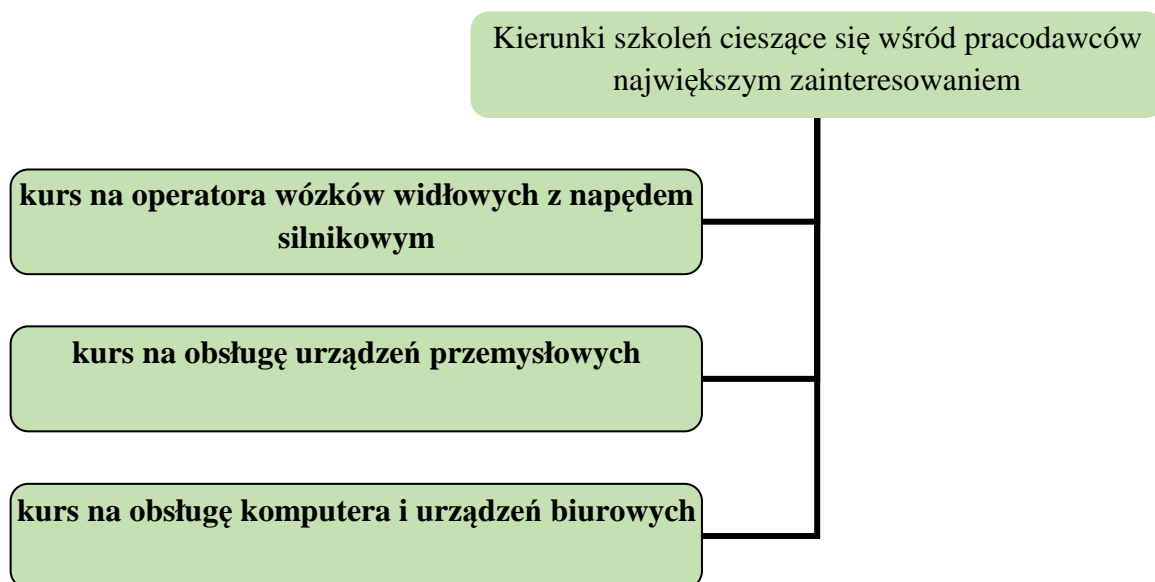 Kierunki szkoleń cieszące się wśród pracodawców
największym zainteresowaniem
kurs na operatora wózków widłowych z napędem
silnikowym
kurs na obsługę urządzeń przemysłowych
kurs na obsługę komputera i urządzeń biurowych